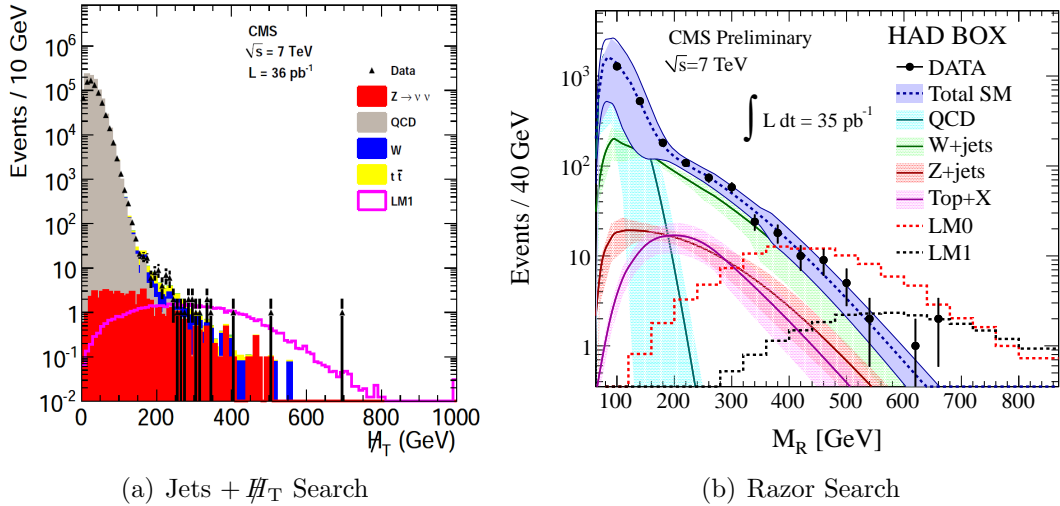 Events / 10 GeV
10⁶
10⁵
10⁴
10³
10²
10
1
10⁻¹
10⁻²
0 200 400 600 800 1000
H̸_T (GeV)
CMS
√s = 7 TeV
L = 36 pb⁻¹
Data
Z → ν ν
QCD
W
t t̄
LM1
(a) Jets + H̸_T Search
Events / 40 GeV
10³
10²
10
1
100 200 300 400 500 600 700 800
M_R [GeV]
CMS Preliminary
√s=7 TeV
∫ L dt = 35 pb⁻¹
HAD BOX
DATA
Total SM
QCD
W+jets
Z+jets
Top+X
LM0
LM1
(b) Razor Search